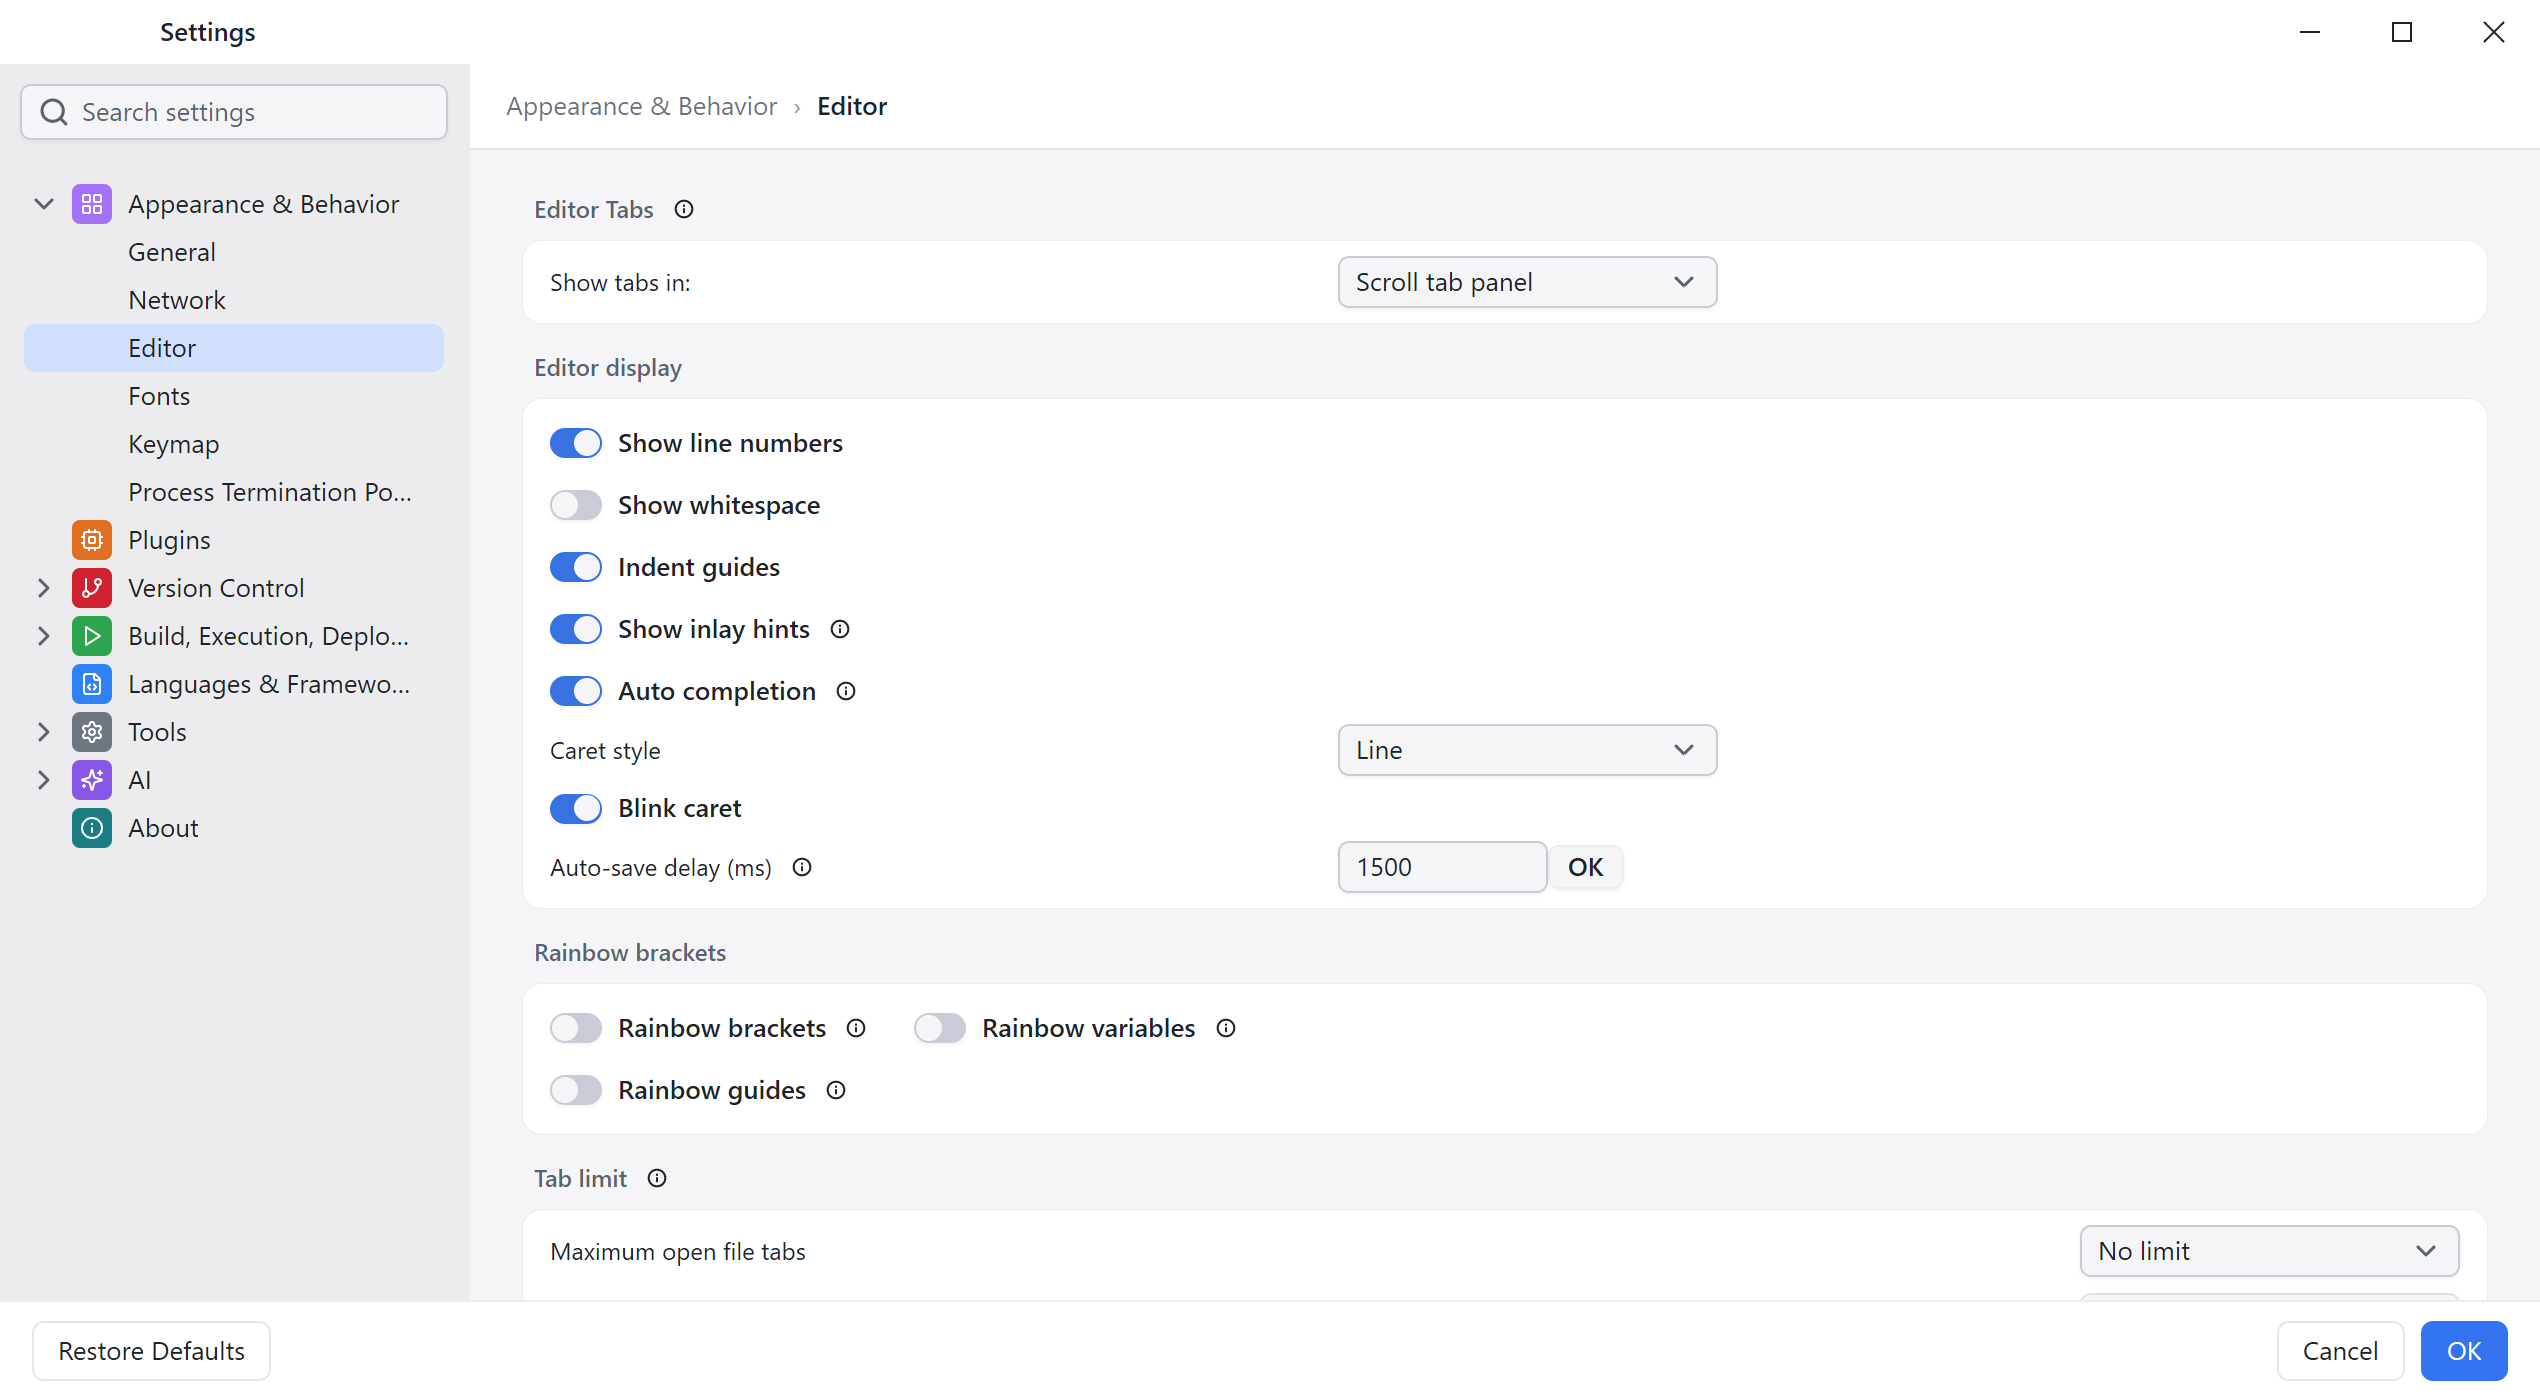 Settings
Search settings
Appearance & Behavior
General
Network
Editor
Fonts
Keymap
Process Termination Po...
Plugins
Version Control
Build, Execution, Deplo...
Languages & Framewo...
Tools
AI
About
Appearance & Behavior › Editor
Editor Tabs
Show tabs in: Scroll tab panel
Editor display
Show line numbers
Show whitespace
Indent guides
Show inlay hints
Auto completion
Caret style Line
Blink caret
Auto-save delay (ms) 1500 OK
Rainbow brackets
Rainbow brackets Rainbow variables
Rainbow guides
Tab limit
Maximum open file tabs No limit
Restore Defaults Cancel OK